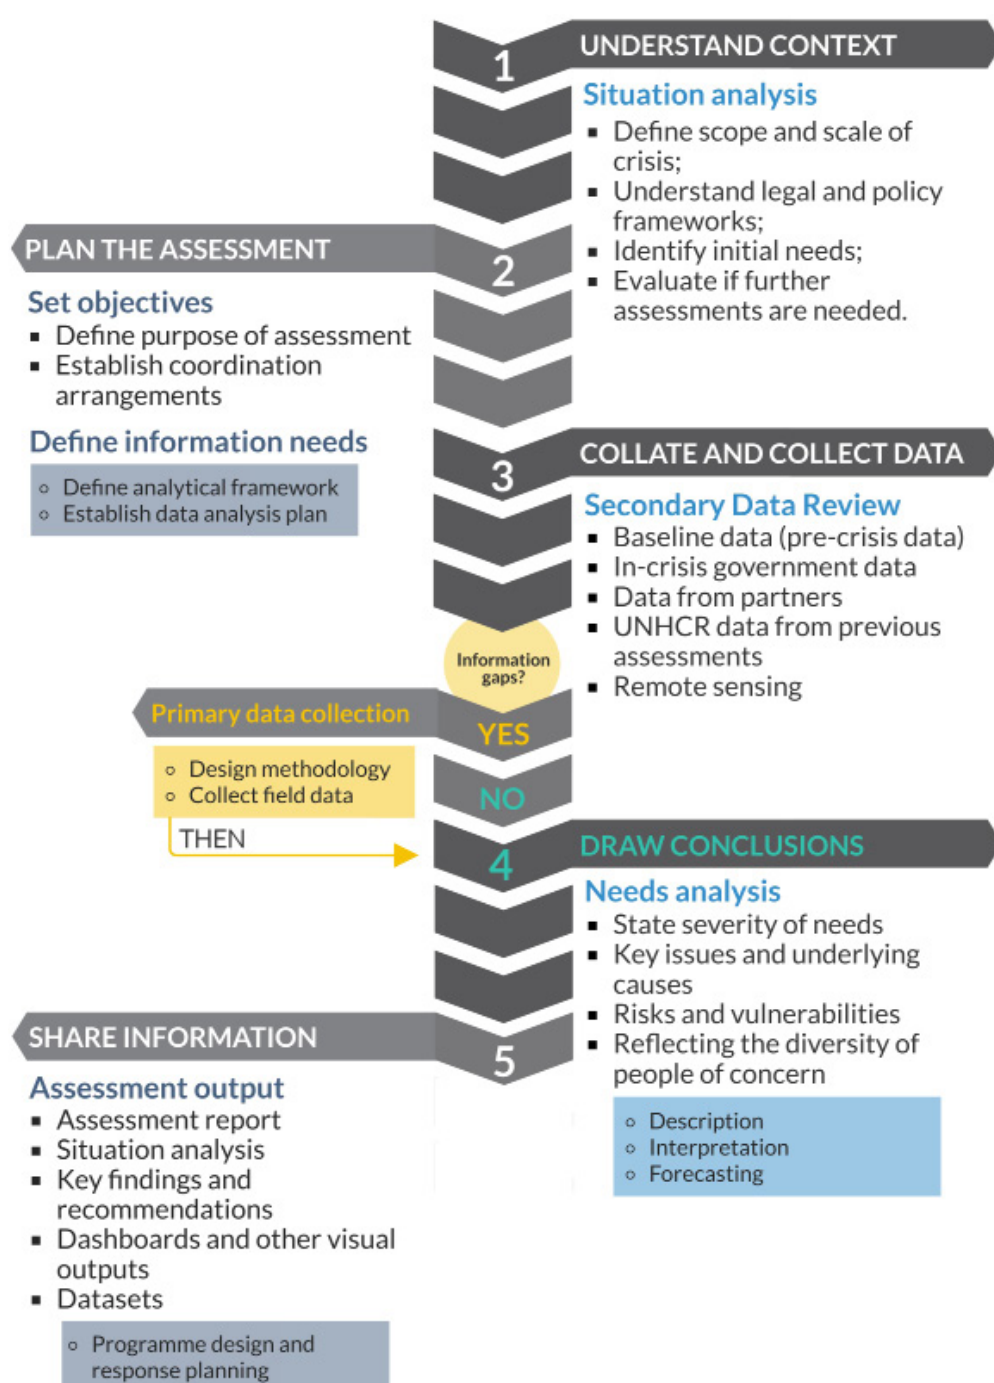 1
UNDERSTAND CONTEXT
Situation analysis
▪ Define scope and scale of
crisis;
▪ Understand legal and policy
frameworks;
▪ Identify initial needs;
▪ Evaluate if further
assessments are needed.
PLAN THE ASSESSMENT
2
Set objectives
▪ Define purpose of assessment
▪ Establish coordination
arrangements
Define information needs
○ Define analytical framework
○ Establish data analysis plan
3
COLLATE AND COLLECT DATA
Secondary Data Review
▪ Baseline data (pre-crisis data)
▪ In-crisis government data
▪ Data from partners
▪ UNHCR data from previous
assessments
▪ Remote sensing
Information
gaps?
Primary data collection
YES
○ Design methodology
○ Collect field data
THEN
NO
4
DRAW CONCLUSIONS
Needs analysis
▪ State severity of needs
▪ Key issues and underlying
causes
▪ Risks and vulnerabilities
▪ Reflecting the diversity of
people of concern
○ Description
○ Interpretation
○ Forecasting
SHARE INFORMATION
5
Assessment output
▪ Assessment report
▪ Situation analysis
▪ Key findings and
recommendations
▪ Dashboards and other visual
outputs
▪ Datasets
○ Programme design and
response planning